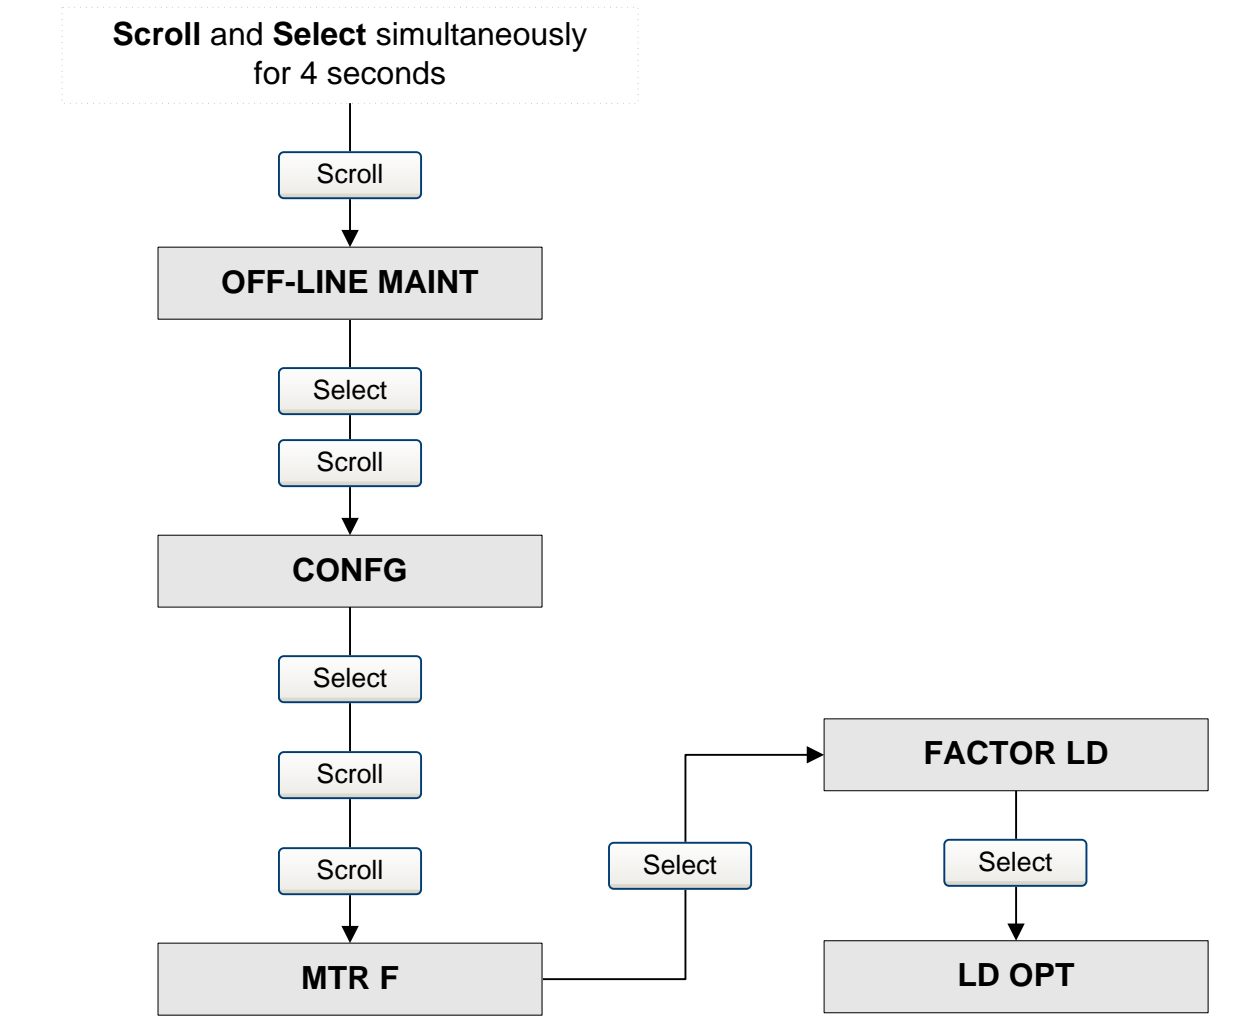 Scroll and Select simultaneously
for 4 seconds
Scroll
OFF-LINE MAINT
Select
Scroll
CONFG
Select
Scroll
Scroll
MTR F
Select
FACTOR LD
Select
LD OPT